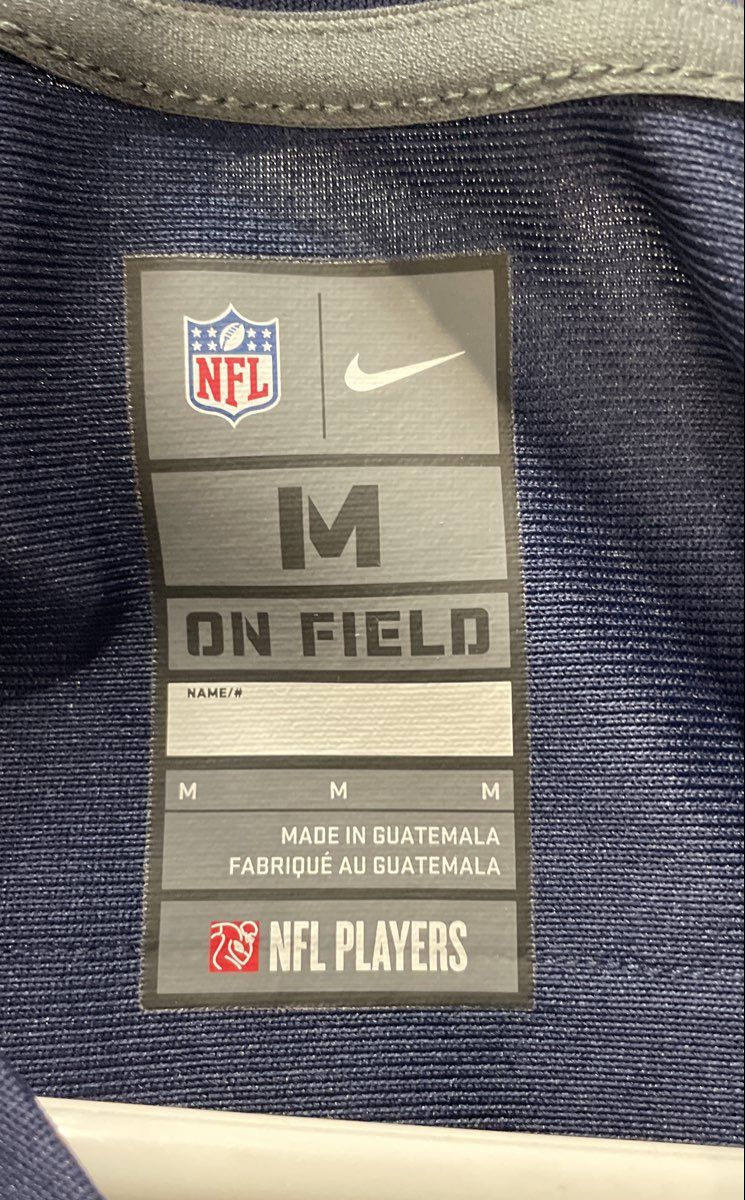 NFL
M
ON FIELD
NAME/#
M M M
MADE IN GUATEMALA
FABRIQUÉ AU GUATEMALA
NFL PLAYERS